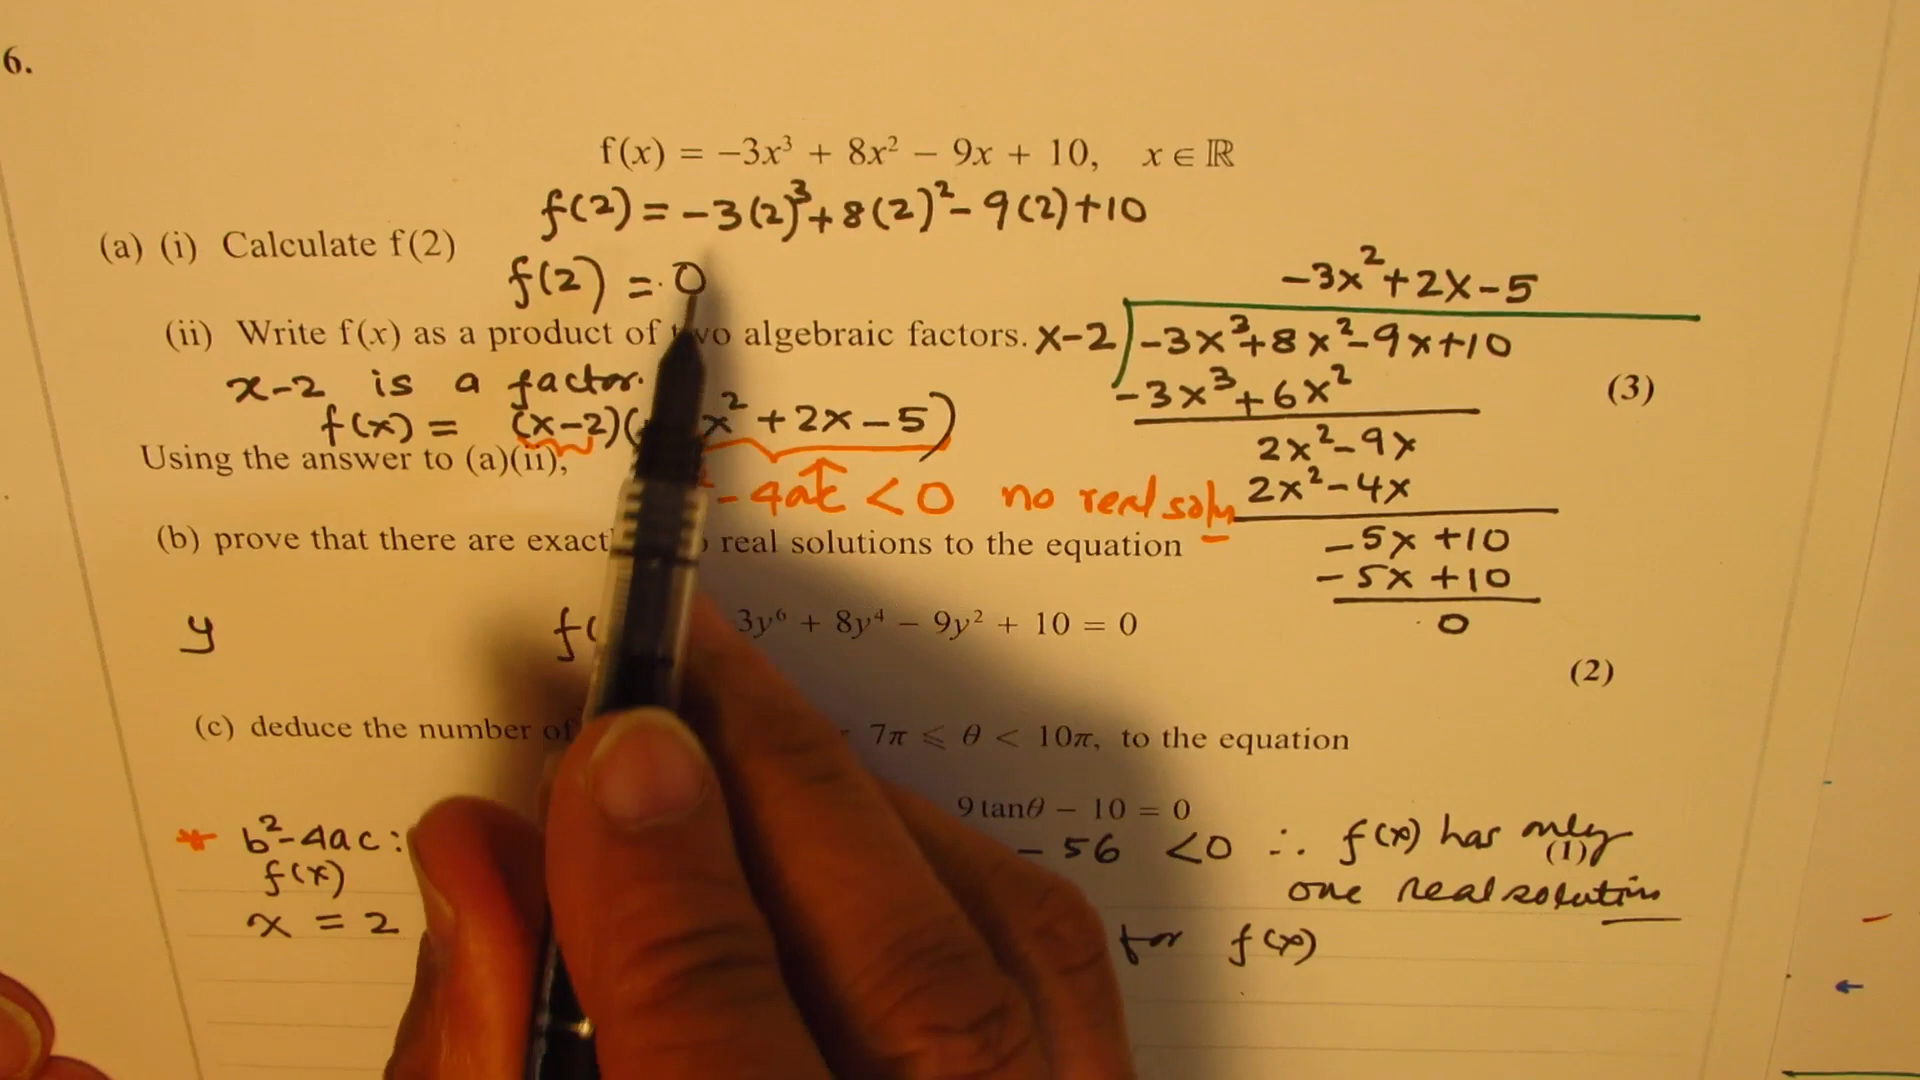 6.
f(x) = −3x³ + 8x² − 9x + 10, x ∈ ℝ
f(2) = −3(2)³ + 8(2)² − 9(2) + 10
(a) (i) Calculate f(2)
f(2) = 0
−3x² + 2x − 5
(ii) Write f(x) as a product of two algebraic factors.
x−2 ) −3x³ + 8x² − 9x + 10
x−2 is a factor.
−3x³ + 6x²
(3)
f(x) = (x−2)( x² + 2x − 5)
2x² − 9x
Using the answer to (a)(ii),
− 4ac < 0 no real soln
2x² − 4x
(b) prove that there are exact real solutions to the equation
−5x + 10
−5x + 10
0
y
f(
3y⁶ + 8y⁴ − 9y² + 10 = 0
(2)
(c) deduce the number of 7π ⩽ θ < 10π, to the equation
9 tanθ − 10 = 0
* b² − 4ac :
− 56 < 0 ∴ f(x) has only
(1)
f(x)
one real solution
x = 2
for f(x)